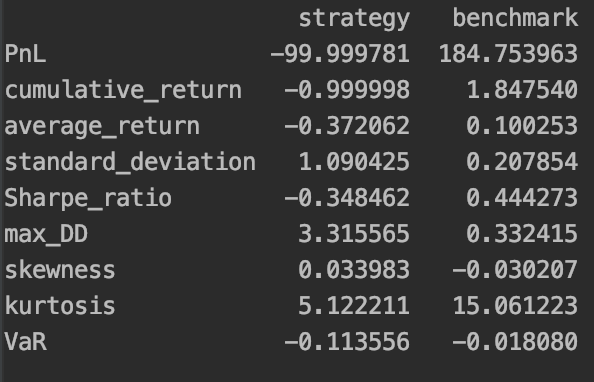 strategy benchmark
PnL -99.999781 184.753963
cumulative_return -0.999998 1.847540
average_return -0.372062 0.100253
standard_deviation 1.090425 0.207854
Sharpe_ratio -0.348462 0.444273
max_DD 3.315565 0.332415
skewness 0.033983 -0.030207
kurtosis 5.122211 15.061223
VaR -0.113556 -0.018080